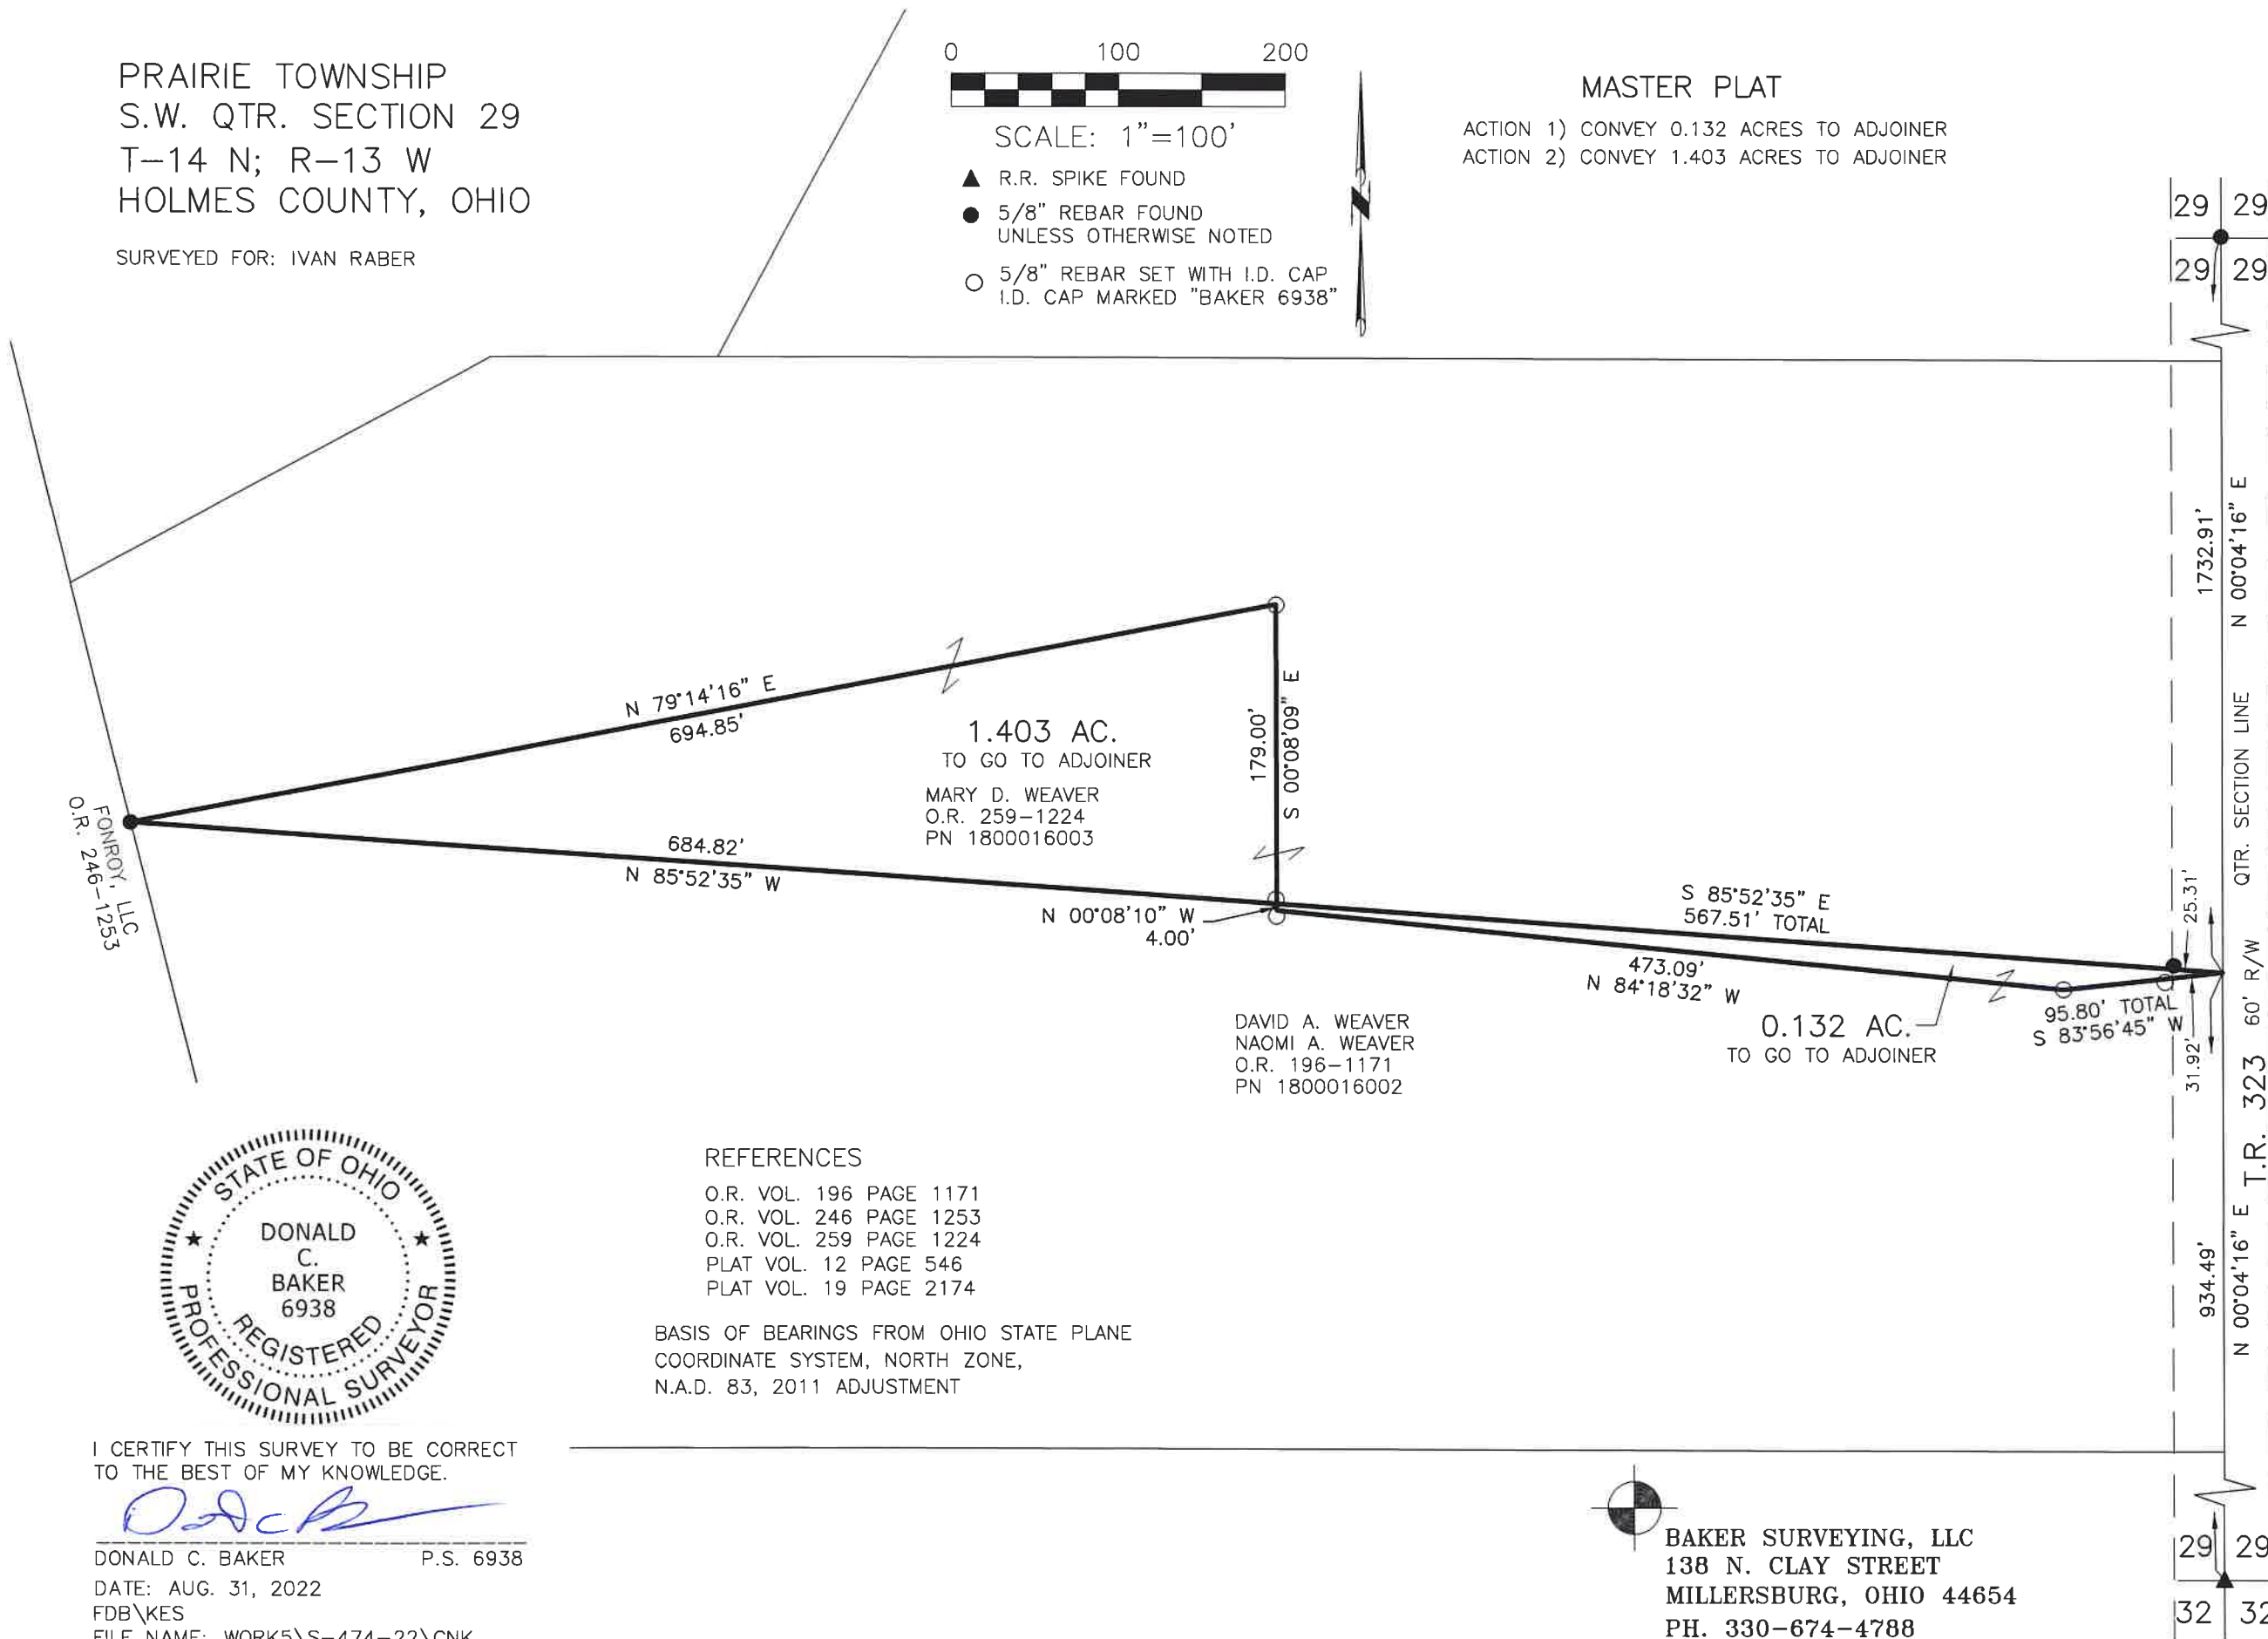 PRAIRIE TOWNSHIP
S.W. QTR. SECTION 29
T-14 N; R-13 W
HOLMES COUNTY, OHIO
SURVEYED FOR: IVAN RABER
0 100 200
SCALE: 1"=100'
▲ R.R. SPIKE FOUND
● 5/8" REBAR FOUND
UNLESS OTHERWISE NOTED
○ 5/8" REBAR SET WITH I.D. CAP
I.D. CAP MARKED "BAKER 6938"
N
MASTER PLAT
ACTION 1) CONVEY 0.132 ACRES TO ADJOINER
ACTION 2) CONVEY 1.403 ACRES TO ADJOINER
29 29
29 29
1732.91'
N 00°04'16" E
QTR. SECTION LINE
N 79°14'16" E
694.85'
1.403 AC.
TO GO TO ADJOINER
MARY D. WEAVER
O.R. 259-1224
PN 1800016003
179.00'
S 00°08'09" E
FONROY, LLC
O.R. 246-1253
684.82'
N 85°52'35" W
N 00°08'10" W
4.00'
S 85°52'35" E
567.51' TOTAL
25.31'
473.09'
N 84°18'32" W
95.80' TOTAL
S 83°56'45" W
31.92'
60' R/W
T.R. 323
0.132 AC.
TO GO TO ADJOINER
DAVID A. WEAVER
NAOMI A. WEAVER
O.R. 196-1171
PN 1800016002
934.49'
N 00°04'16" E
STATE OF OHIO
DONALD
C.
BAKER
6938
REGISTERED
PROFESSIONAL SURVEYOR
REFERENCES
O.R. VOL. 196 PAGE 1171
O.R. VOL. 246 PAGE 1253
O.R. VOL. 259 PAGE 1224
PLAT VOL. 12 PAGE 546
PLAT VOL. 19 PAGE 2174
BASIS OF BEARINGS FROM OHIO STATE PLANE
COORDINATE SYSTEM, NORTH ZONE,
N.A.D. 83, 2011 ADJUSTMENT
I CERTIFY THIS SURVEY TO BE CORRECT
TO THE BEST OF MY KNOWLEDGE.
DONALD C. BAKER P.S. 6938
DATE: AUG. 31, 2022
FDB\KES
FILE NAME: WORK5\S-474-22\CNK
BAKER SURVEYING, LLC
138 N. CLAY STREET
MILLERSBURG, OHIO 44654
PH. 330-674-4788
29 29
32 32